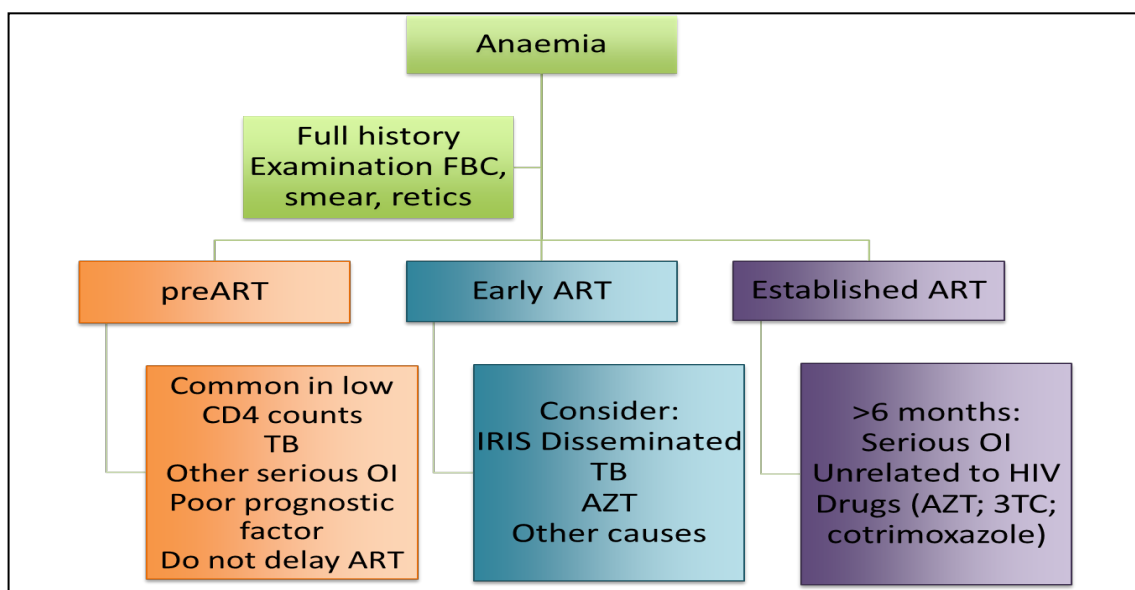 Anaemia
Full history
Examination FBC,
smear, retics
preART
Early ART
Established ART
Common in low
CD4 counts
TB
Other serious OI
Poor prognostic
factor
Do not delay ART
Consider:
IRIS Disseminated
TB
AZT
Other causes
>6 months:
Serious OI
Unrelated to HIV
Drugs (AZT; 3TC;
cotrimoxazole)